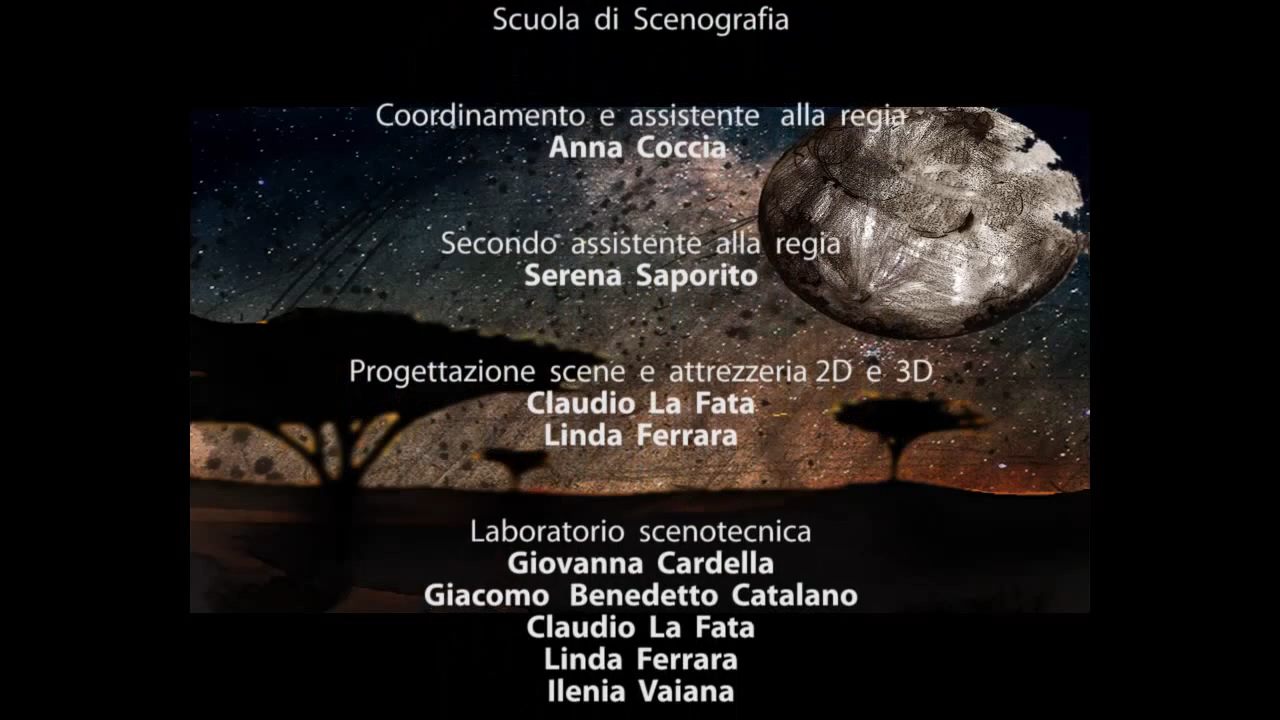 Scuola di Scenografia
Coordinamento e assistente alla regia
Anna Coccia
Secondo assistente alla regia
Serena Saporito
Progettazione scene e attrezzeria 2D e 3D
Claudio La Fata
Linda Ferrara
Laboratorio scenotecnica
Giovanna Cardella
Giacomo Benedetto Catalano
Claudio La Fata
Linda Ferrara
Ilenia Vaiana